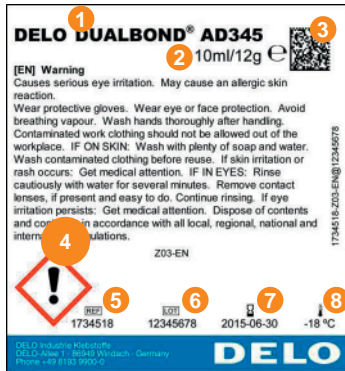 1
DELO DUALBOND® AD345
3
2 10ml/12g ℮
[EN] Warning
Causes serious eye irritation. May cause an allergic skin
reaction.
Wear protective gloves. Wear eye or face protection. Avoid
breathing vapour. Wash hands thoroughly after handling.
Contaminated work clothing should not be allowed out of the
workplace. IF ON SKIN: Wash with plenty of soap and water.
Wash contaminated clothing before reuse. If skin irritation or
rash occurs: Get medical attention. IF IN EYES: Rinse
cautiously with water for several minutes. Remove contact
lenses, if present and easy to do. Continue rinsing. If eye
irritation persists: Get medical attention. Dispose of contents
and in accordance with all local, regional, national and
1734518-Z03-EN@12345678
4
Z03-EN
5 6 7 8
REF LOT
1734518 12345678 2015-06-30 -18 °C
DELO Industrie Klebstoffe
DELO-Allee 1 · 86949 Windach · Germany
Phone +49 8193 9900-0
DELO